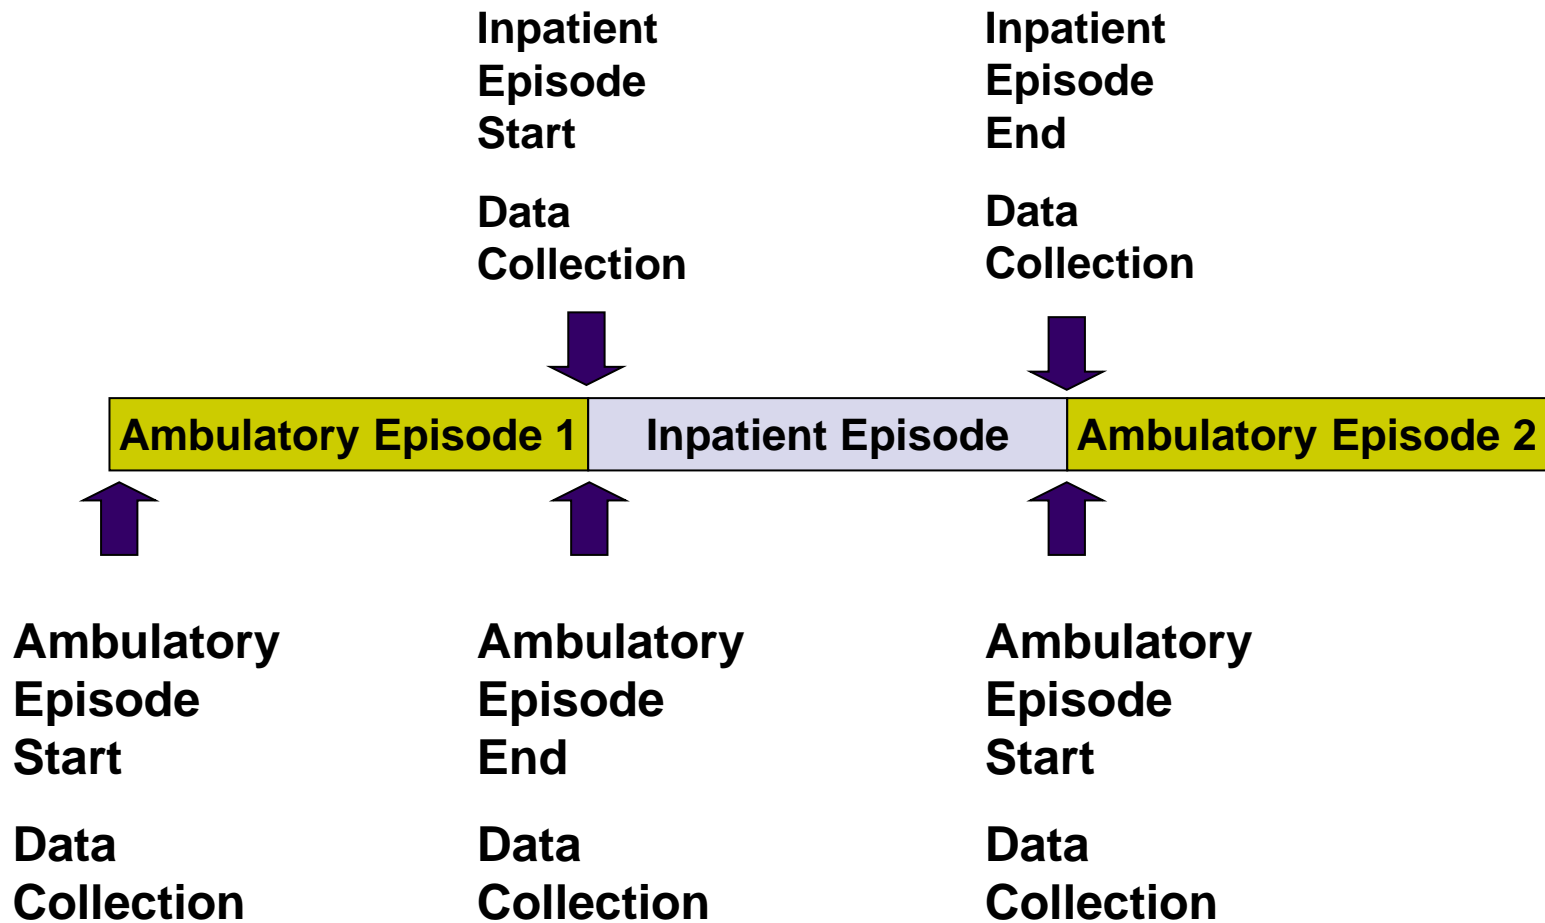 Inpatient
Episode
Start
Data
Collection
Inpatient
Episode
End
Data
Collection
Ambulatory Episode 1
Inpatient Episode
Ambulatory Episode 2
Ambulatory
Episode
Start
Data
Collection
Ambulatory
Episode
End
Data
Collection
Ambulatory
Episode
Start
Data
Collection